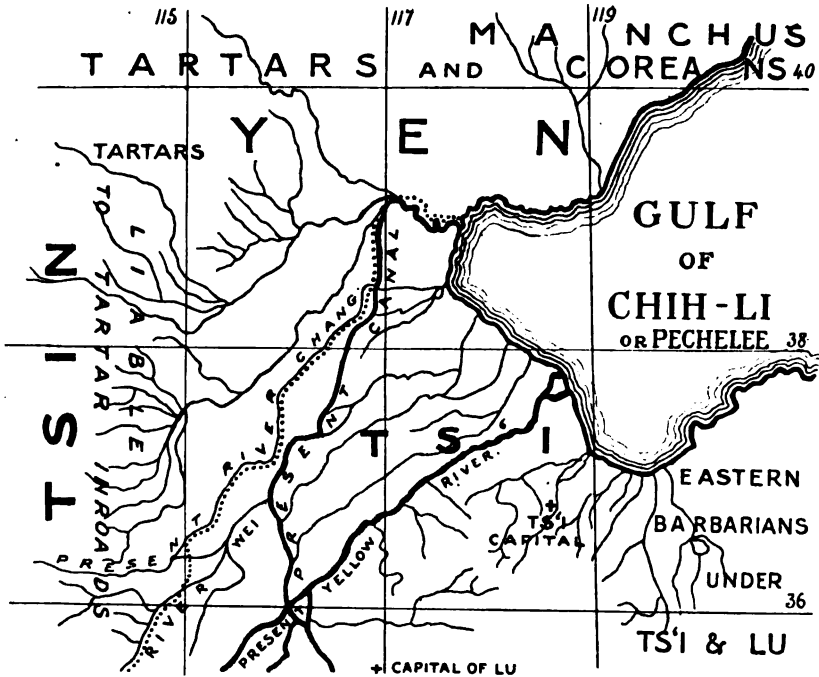 115
117
119
MANCHUS
TARTARS AND COREANS
40
TARTARS
YEN
TO LIABLE
TARTAR INROADS
TSIN
GULF
OF
CHIH-LI
OR PECHELEE
38
CANAL
PRESENT
RIVER CHANG
PRESENT
TSI
RIVER.
YELLOW
PRESENT
WEI
RIVER
TS'I
CAPITAL
EASTERN
BARBARIANS
UNDER
36
TS'I & LU
CAPITAL OF LU